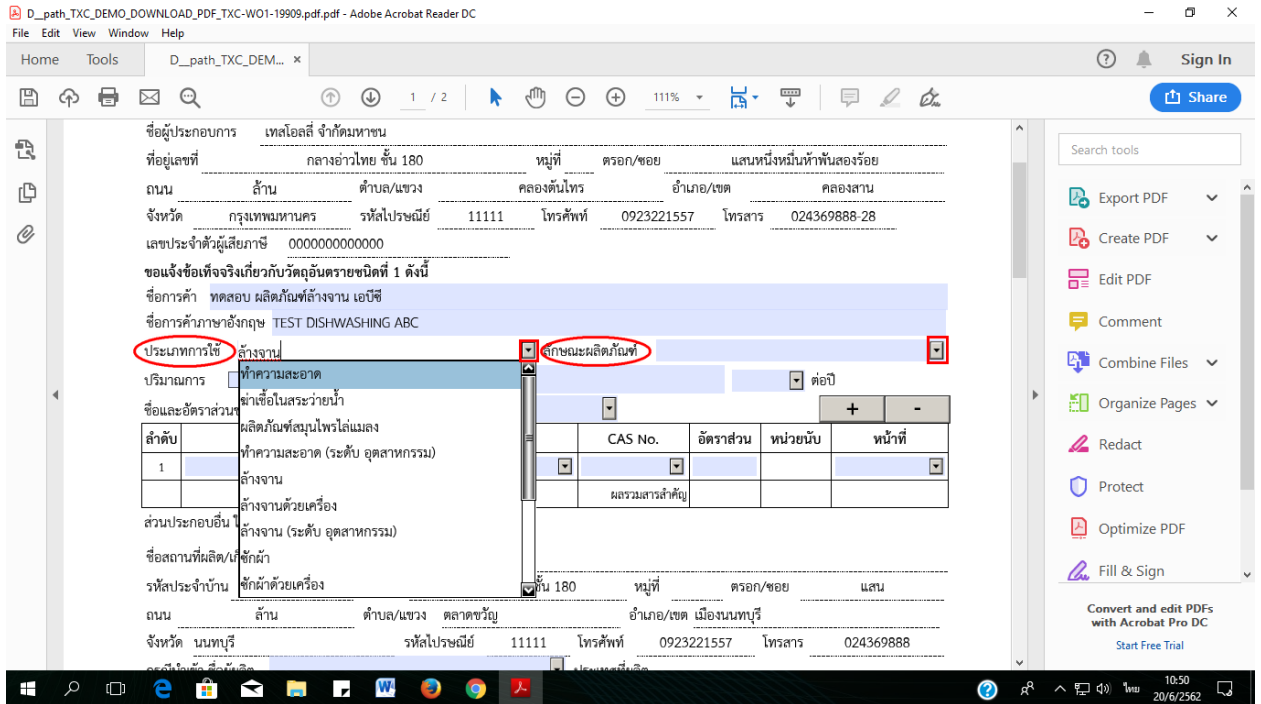 D__path_TXC_DEMO_DOWNLOAD_PDF_TXC-WO1-19909.pdf.pdf - Adobe Acrobat Reader DC
File Edit View Window Help
Home Tools D__path_TXC_DEM... × Sign In
1 / 2 111% Share
ชื่อผู้ประกอบการ เทสโอลลี่ จำกัดมหาชน
ที่อยู่เลขที่ กลางอ่าวไทย ชั้น 180 หมู่ที่ ตรอก/ซอย แสนหนึ่งหมื่นห้าพันสองร้อย
ถนน ล้าน ตำบล/แขวง คลองต้นไทร อำเภอ/เขต คลองสาน
จังหวัด กรุงเทพมหานคร รหัสไปรษณีย์ 11111 โทรศัพท์ 0923221557 โทรสาร 024369888-28
เลขประจำตัวผู้เสียภาษี 0000000000000
ขอแจ้งข้อเท็จจริงเกี่ยวกับวัตถุอันตรายชนิดที่ 1 ดังนี้
ชื่อการค้า ทดสอบ ผลิตภัณฑ์ล้างจาน เอบีซี
ชื่อการค้าภาษาอังกฤษ TEST DISHWASHING ABC
ประเภทการใช้ ล้างจาน ลักษณะผลิตภัณฑ์
ปริมาณการ ต่อปี
ชื่อและอัตราส่วน + -
ลำดับ CAS No. อัตราส่วน หน่วยนับ หน้าที่
1
ผลรวมสารสำคัญ
ทำความสะอาด
ฆ่าเชื้อในสระว่ายน้ำ
ผลิตภัณฑ์สมุนไพรไล่แมลง
ทำความสะอาด (ระดับ อุตสาหกรรม)
ล้างจาน
ล้างจานด้วยเครื่อง
ล้างจาน (ระดับ อุตสาหกรรม)
ซักผ้า
ซักผ้าด้วยเครื่อง
ส่วนประกอบอื่น
ชื่อสถานที่ผลิต/
รหัสประจำบ้าน ชั้น 180 หมู่ที่ ตรอก/ซอย แสน
ถนน ล้าน ตำบล/แขวง ตลาดขวัญ อำเภอ/เขต เมืองนนทบุรี
จังหวัด นนทบุรี รหัสไปรษณีย์ 11111 โทรศัพท์ 0923221557 โทรสาร 024369888
Search tools
Export PDF
Create PDF
Edit PDF
Comment
Combine Files
Organize Pages
Redact
Protect
Optimize PDF
Fill & Sign
Convert and edit PDFs
with Acrobat Pro DC
Start Free Trial
ไทย 10:50
20/6/2562